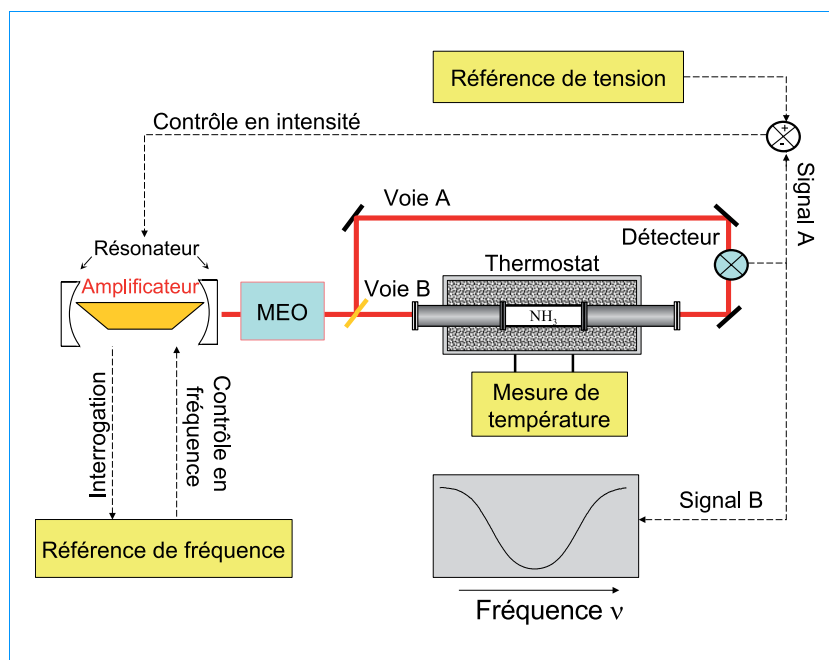 Référence de tension
Contrôle en intensité
+
-
Signal A
Voie A
Résonateur
Détecteur
Amplificateur
Thermostat
Voie B
MEO
NH₃
Mesure de
température
Interrogation
Contrôle en
fréquence
Signal B
Référence de fréquence
Fréquence ν